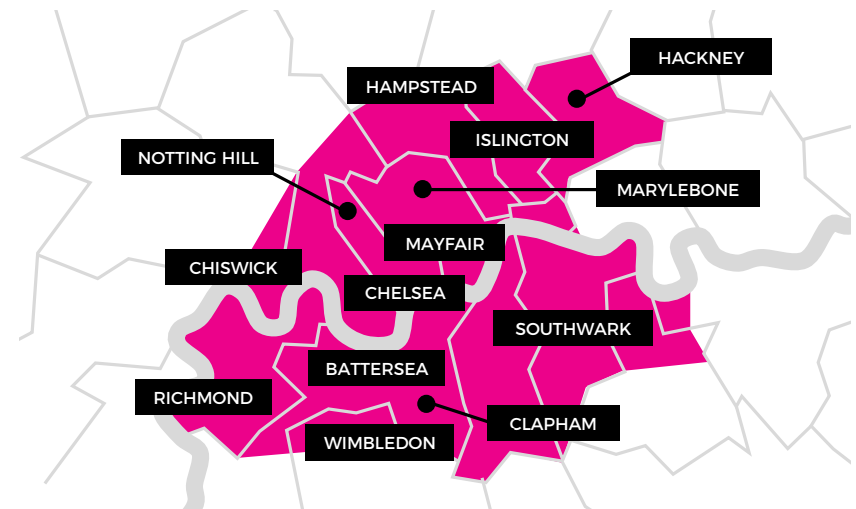 HACKNEY
HAMPSTEAD
ISLINGTON
NOTTING HILL
MARYLEBONE
MAYFAIR
CHISWICK
CHELSEA
SOUTHWARK
BATTERSEA
RICHMOND
CLAPHAM
WIMBLEDON